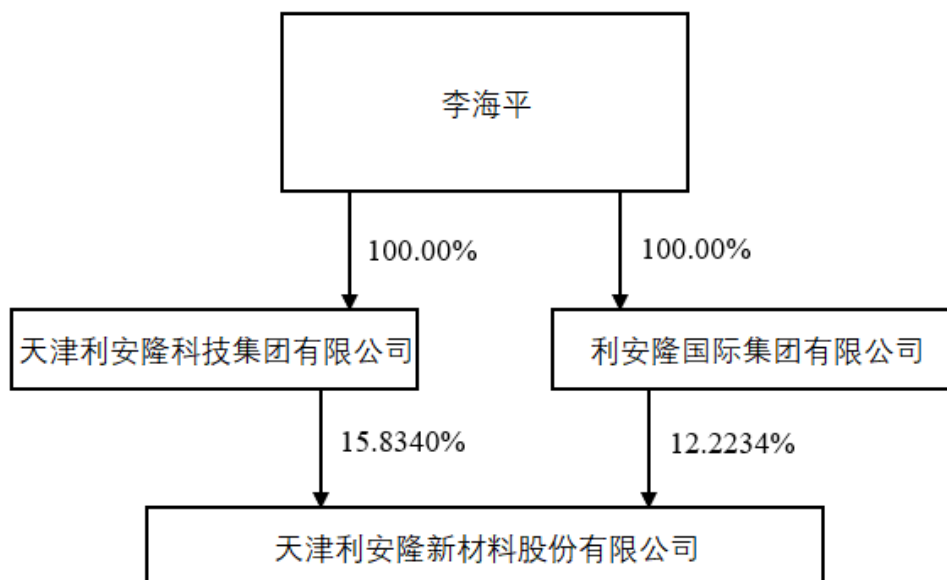 李海平
100.00%
100.00%
天津利安隆科技集团有限公司
利安隆国际集团有限公司
15.8340%
12.2234%
天津利安隆新材料股份有限公司